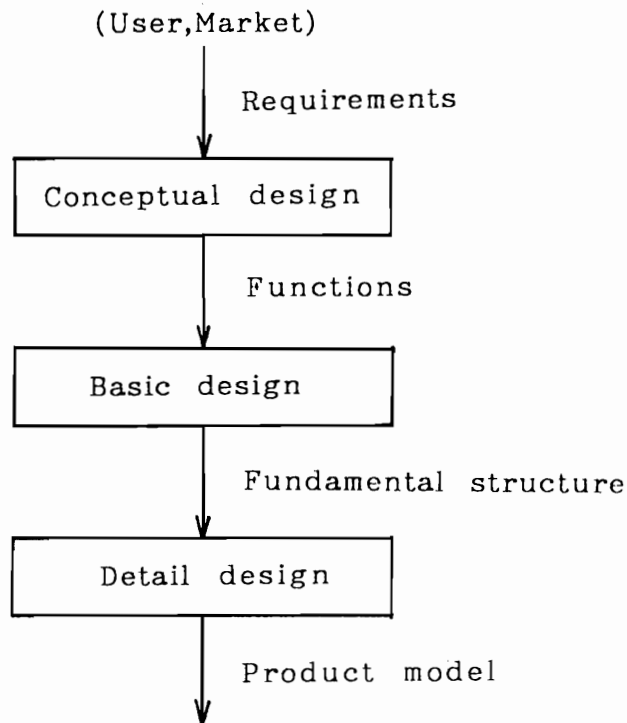 (User,Market)
Requirements
Conceptual design
Functions
Basic design
Fundamental structure
Detail design
Product model